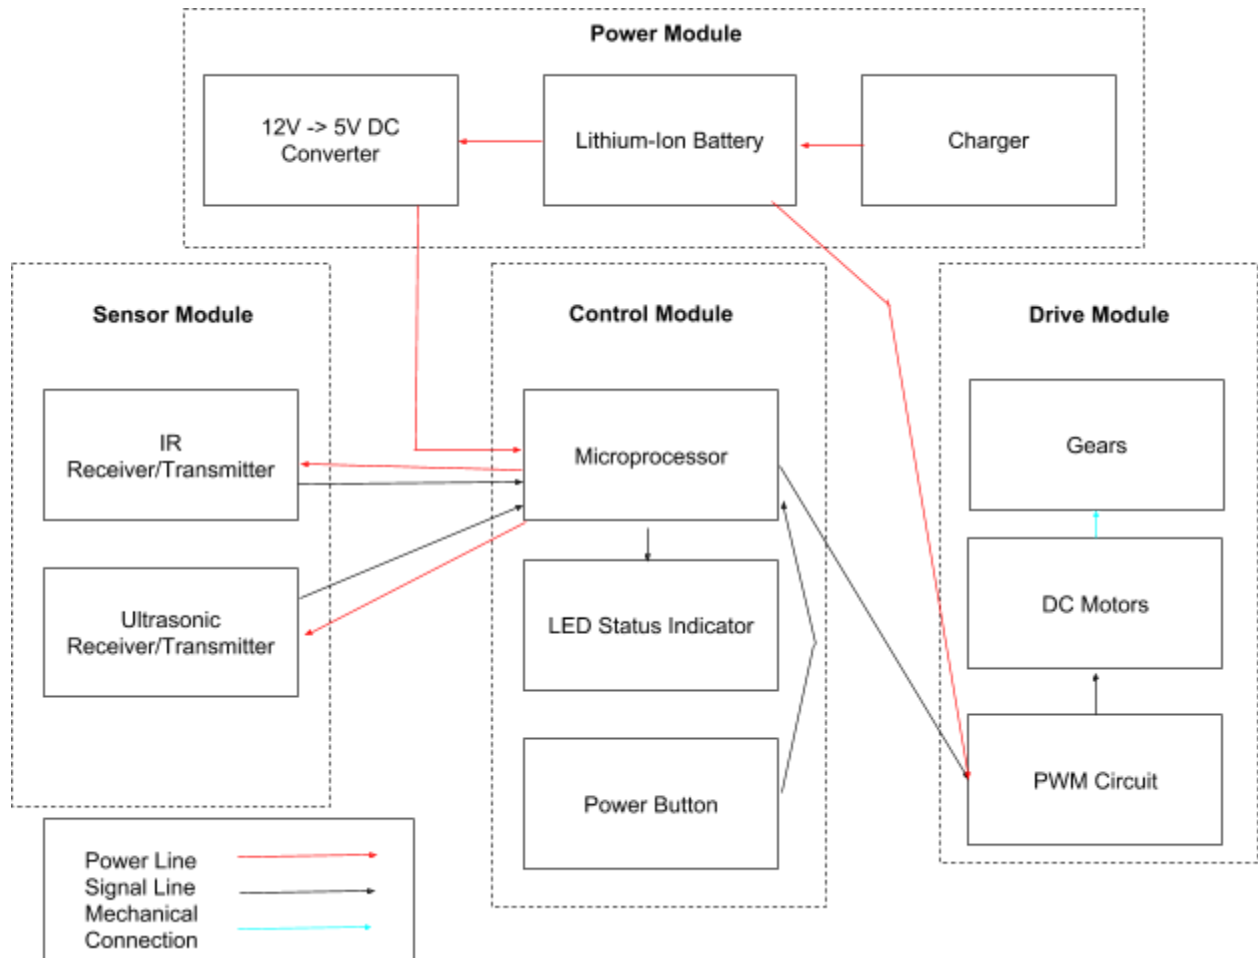 Power Module
12V -> 5V DC
Converter
Lithium-Ion Battery
Charger
Sensor Module
Control Module
Drive Module
IR
Receiver/Transmitter
Microprocessor
Gears
Ultrasonic
Receiver/Transmitter
LED Status Indicator
DC Motors
Power Button
PWM Circuit
Power Line
Signal Line
Mechanical
Connection